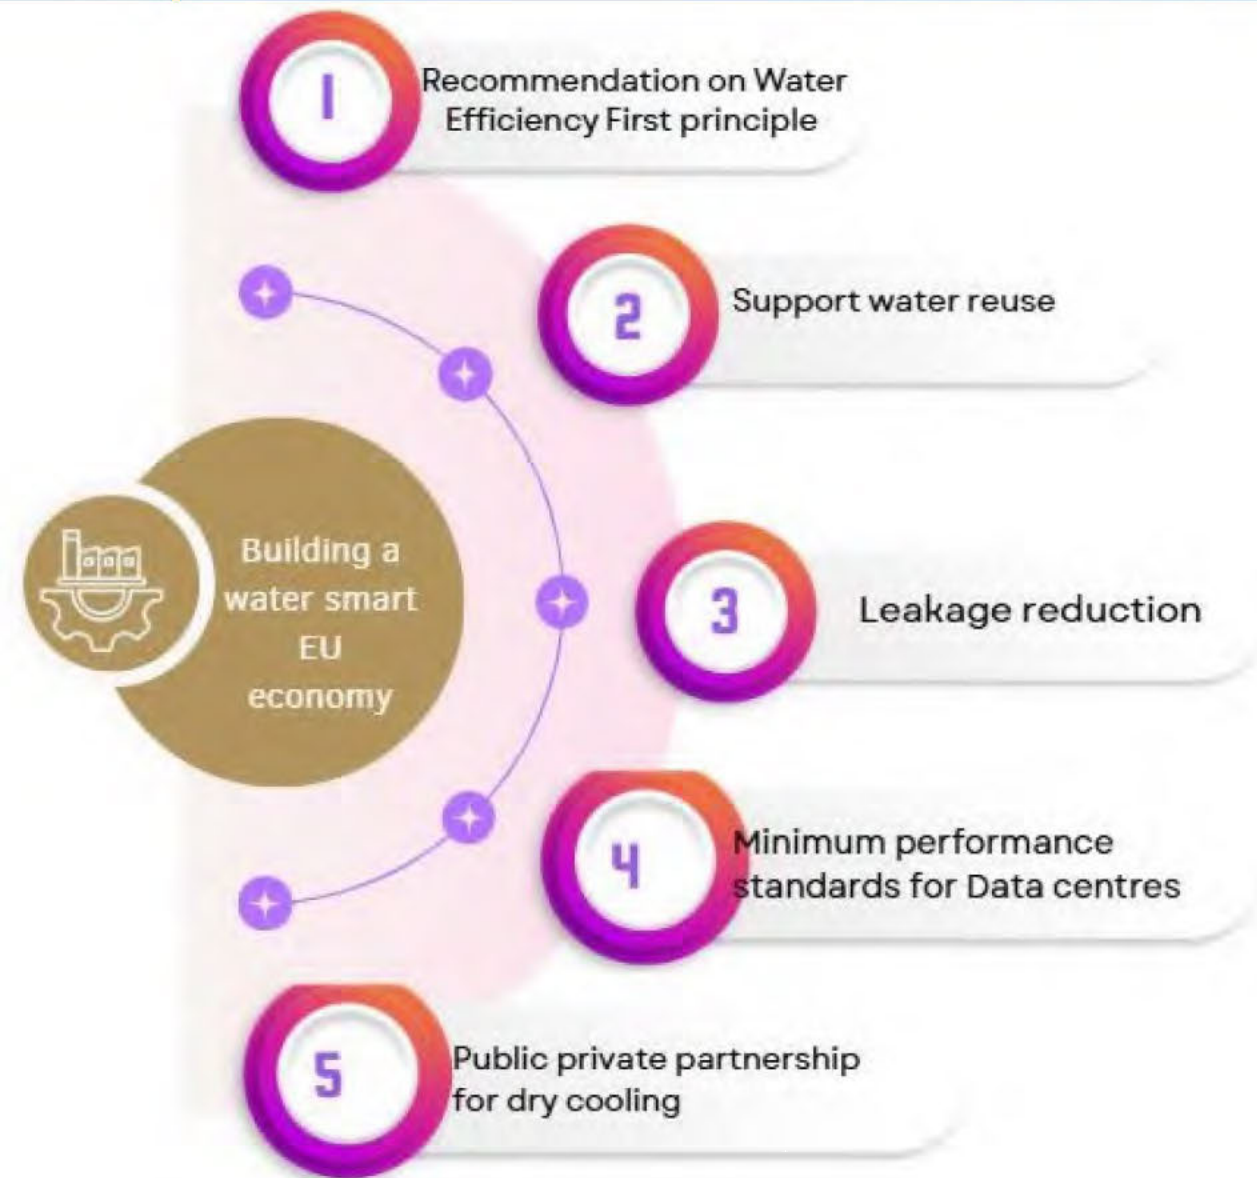 1
Recommendation on Water
Efficiency First principle
2
Support water reuse
3
Leakage reduction
Building a
water smart
EU
economy
4
Minimum performance
standards for Data centres
5
Public private partnership
for dry cooling